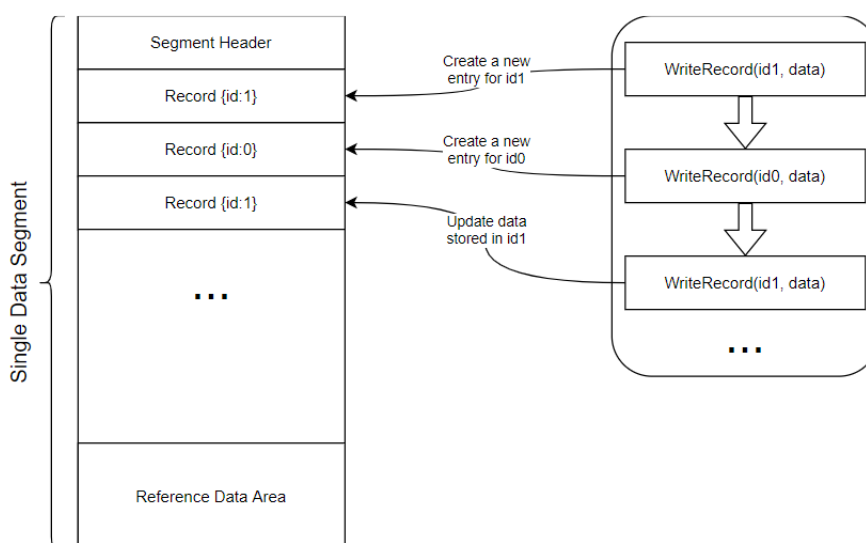 Segment Header
Record {id:1}
Record {id:0}
Record {id:1}
...
Reference Data Area
Single Data Segment
Create a new
entry for id1
Create a new
entry for id0
Update data
stored in id1
WriteRecord(id1, data)
WriteRecord(id0, data)
WriteRecord(id1, data)
...